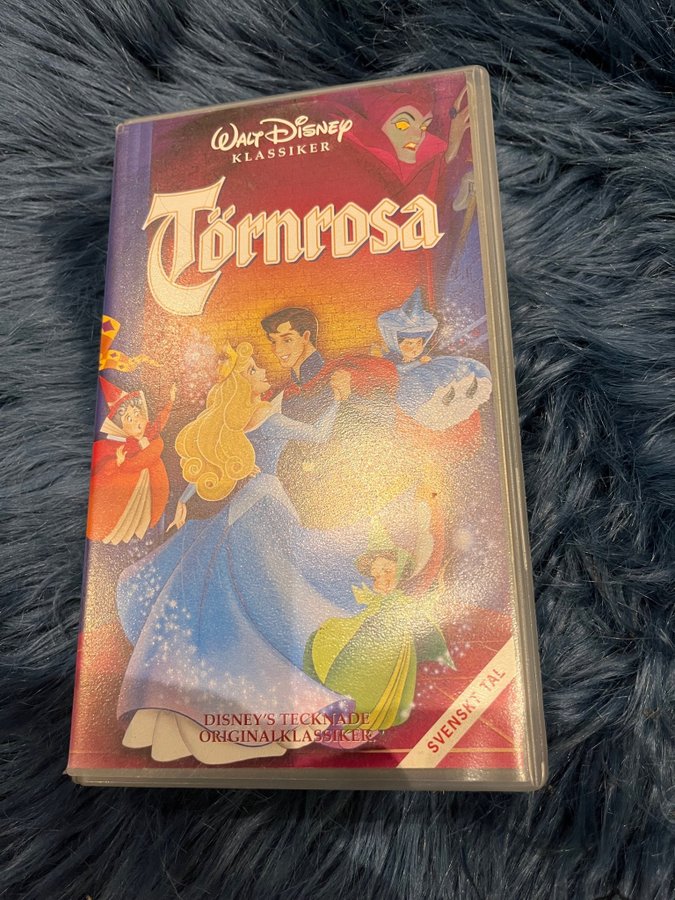 WALT DISNEY
KLASSIKER
Törnrosa
DISNEY'S TECKNADE
ORIGINALKLASSIKER
SVENSKT TAL